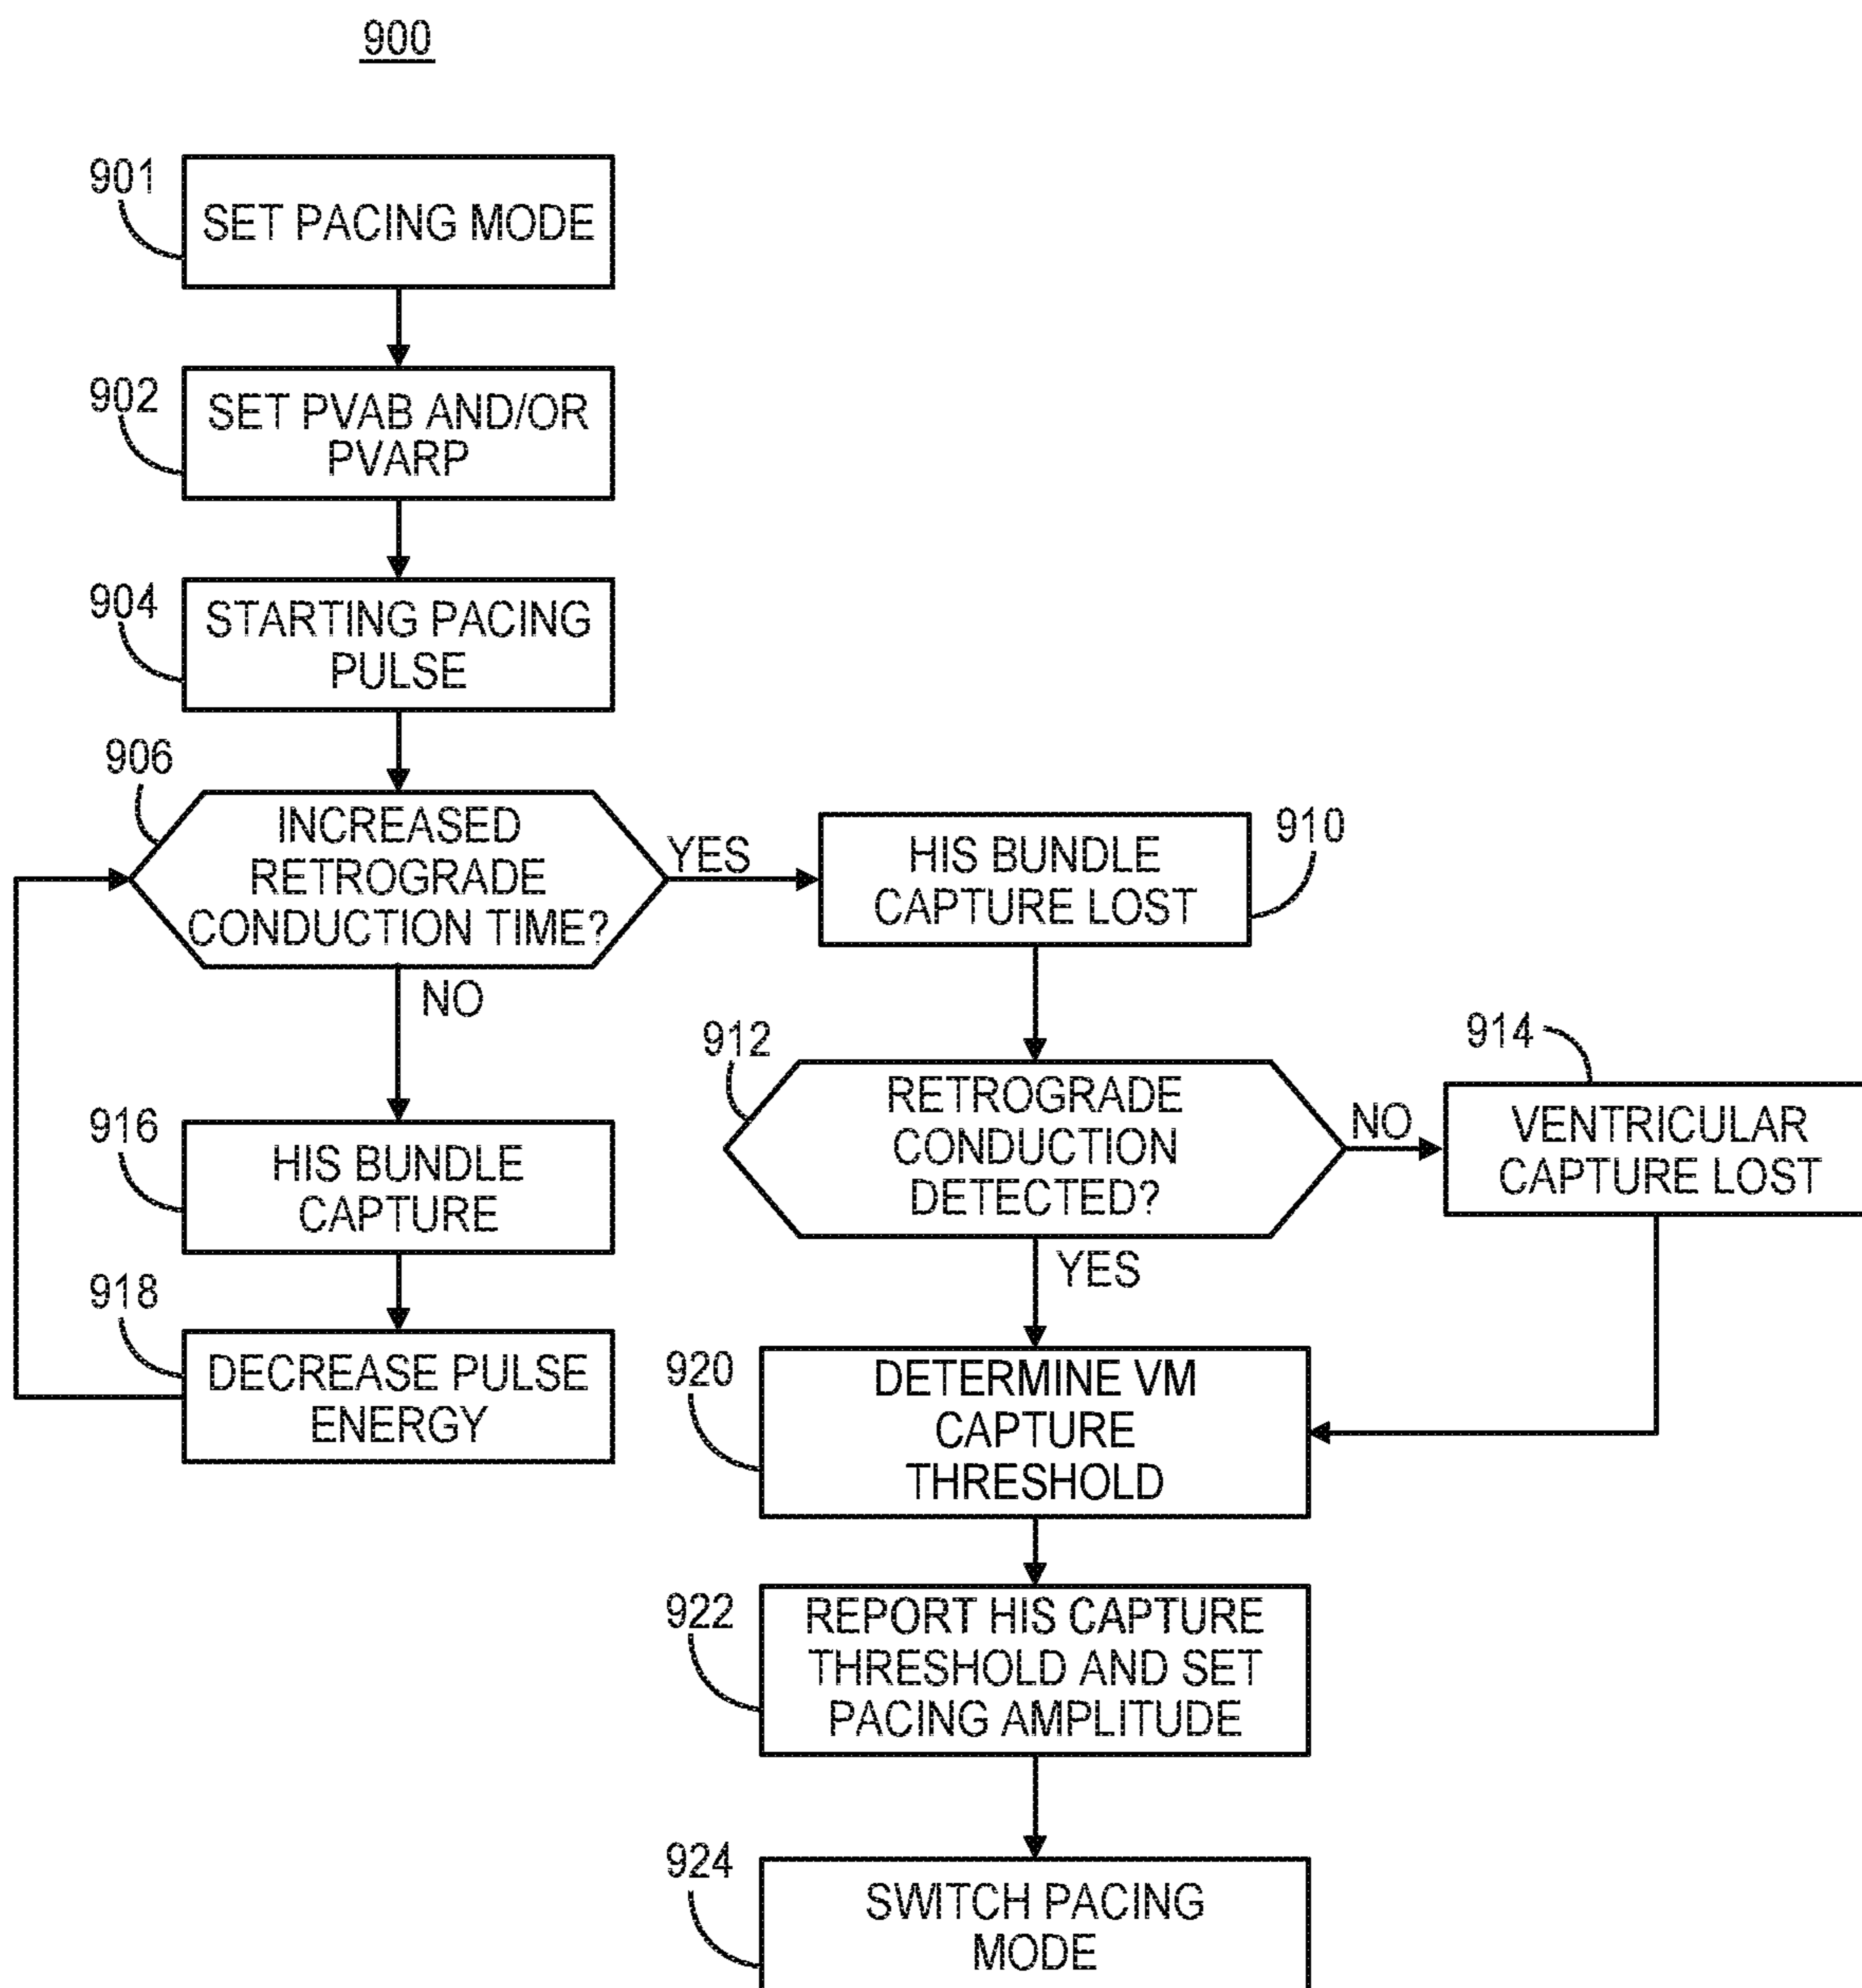 900
901
SET PACING MODE
902
SET PVAB AND/OR
PVARP
904
STARTING PACING
PULSE
906
INCREASED
RETROGRADE
CONDUCTION TIME?
YES
HIS BUNDLE
CAPTURE LOST
910
NO
912
RETROGRADE
CONDUCTION
DETECTED?
NO
914
VENTRICULAR
CAPTURE LOST
916
HIS BUNDLE
CAPTURE
YES
918
DECREASE PULSE
ENERGY
920
DETERMINE VM
CAPTURE
THRESHOLD
922
REPORT HIS CAPTURE
THRESHOLD AND SET
PACING AMPLITUDE
924
SWITCH PACING
MODE